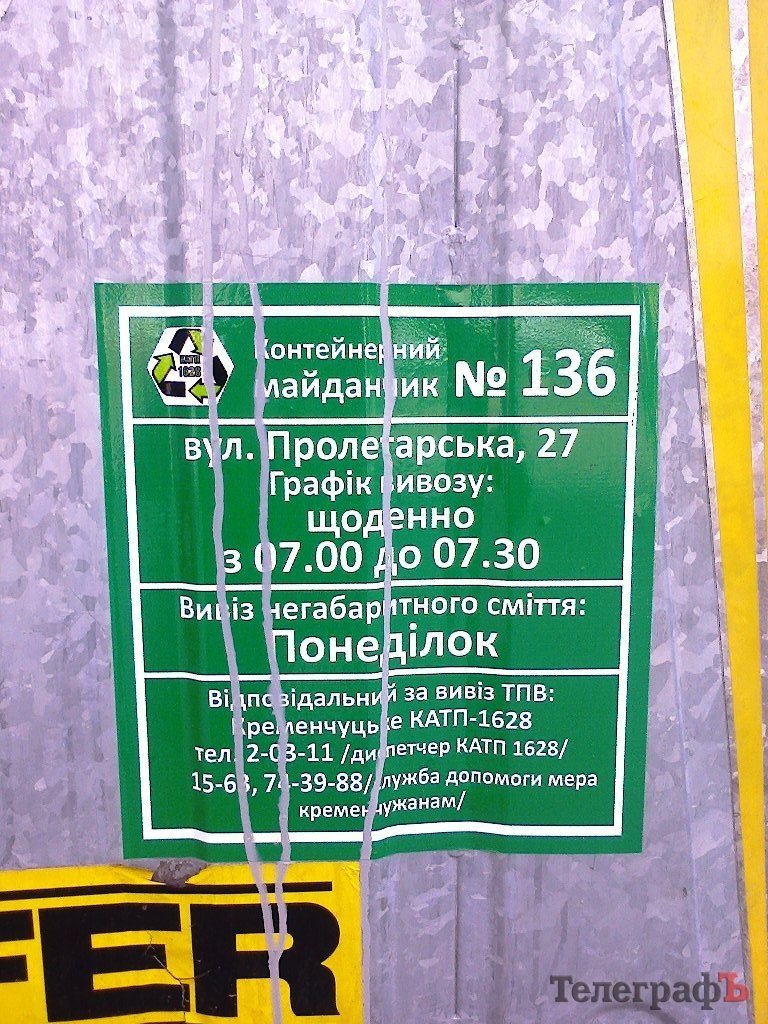 КАТП
1628
Контейнерний
майданчик № 136
вул. Пролетарська, 27
Графік вивозу:
щоденно
з 07.00 до 07.30
Вивіз негабаритного сміття:
Понеділок
Відповідальний за вивіз ТПВ:
Кременчуцьке КАТП-1628
тел. 2-03-11 /диспетчер КАТП 1628/
15-63, 74-39-88/служба допомоги мера
кременчужанам/
FER
ТелеграфЪ